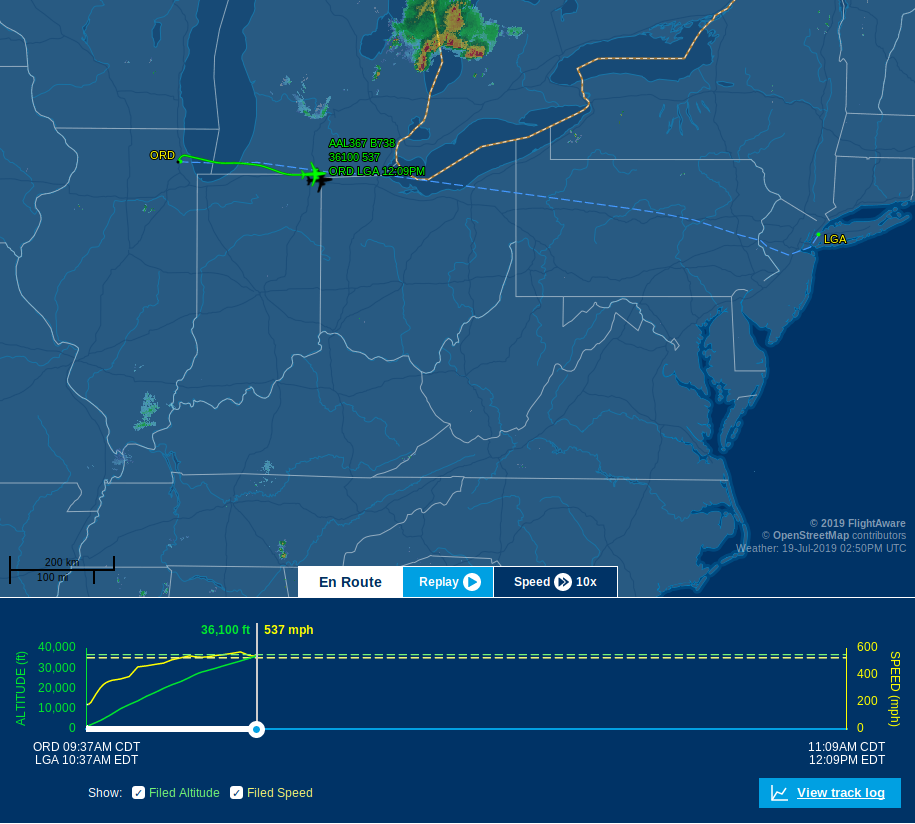 AAL367 B738
36100 537
ORD LGA 12:09PM
ORD
LGA
© 2019 FlightAware
© OpenStreetMap contributors
Weather: 19-Jul-2019 02:50PM UTC
200 km
100 mi
En Route
Replay
Speed 10x
36,100 ft
537 mph
ALTITUDE (ft)
40,000
30,000
20,000
10,000
0
600
400
200
0
SPEED (mph)
ORD 09:37AM CDT
LGA 10:37AM EDT
11:09AM CDT
12:09PM EDT
Show: Filed Altitude Filed Speed
View track log